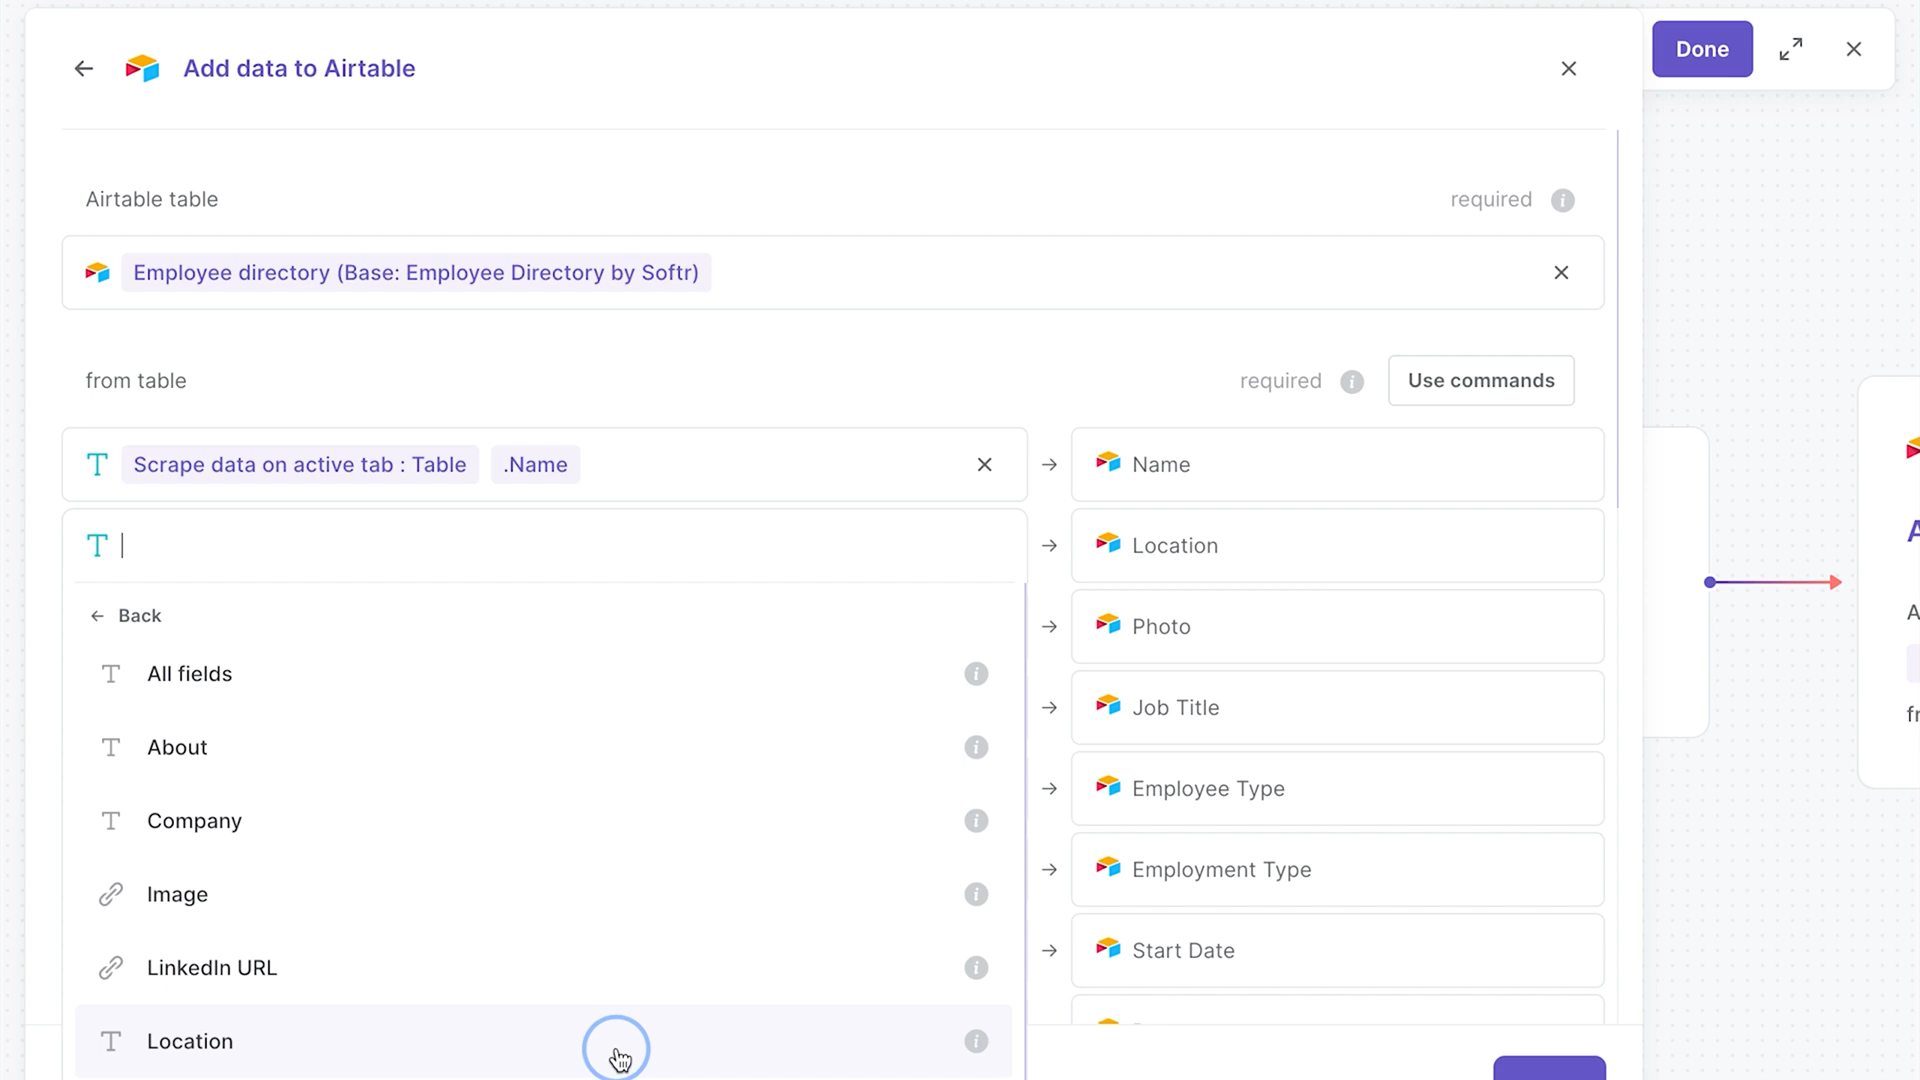 Add data to Airtable
Done
Airtable table
required
Employee directory (Base: Employee Directory by Softr)
from table
required
Use commands
Scrape data on active tab : Table
.Name
Name
Location
Back
Photo
All fields
Job Title
About
Employee Type
Company
Employment Type
Image
Start Date
LinkedIn URL
Location